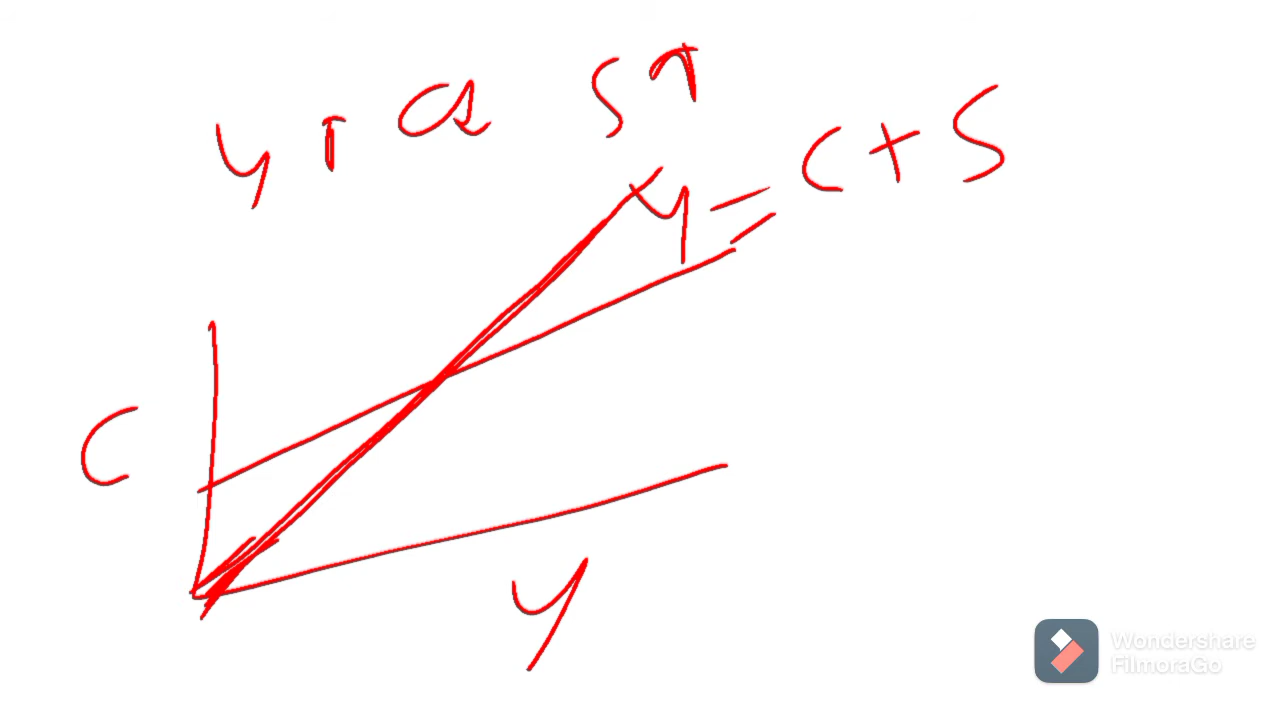 y↑ C↓ S↑
y = C + S
C
y
Wondershare
FilmoraGo